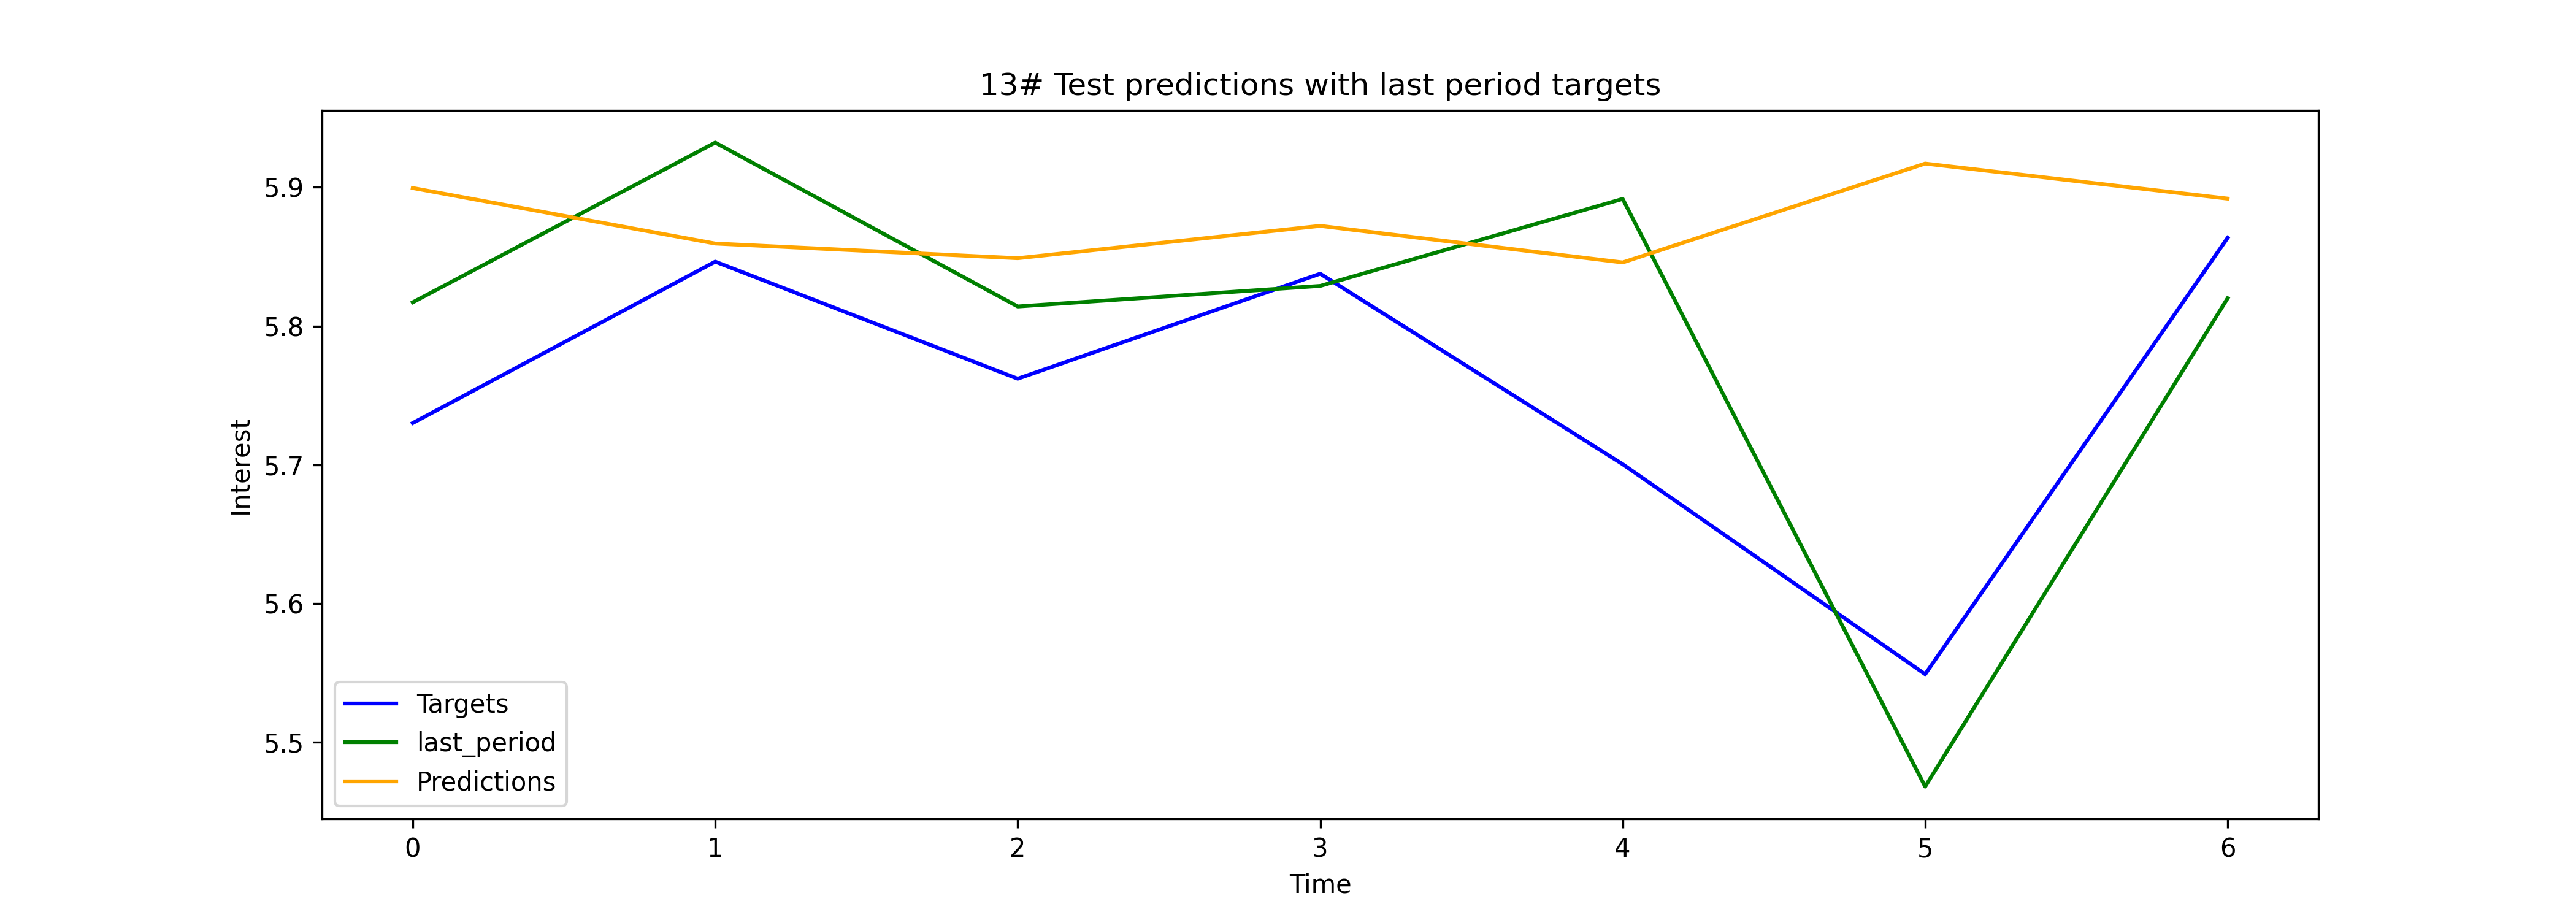 13# Test predictions with last period targets
Interest
5.9
5.8
5.7
5.6
5.5
Targets
last_period
Predictions
0 1 2 3 4 5 6
Time